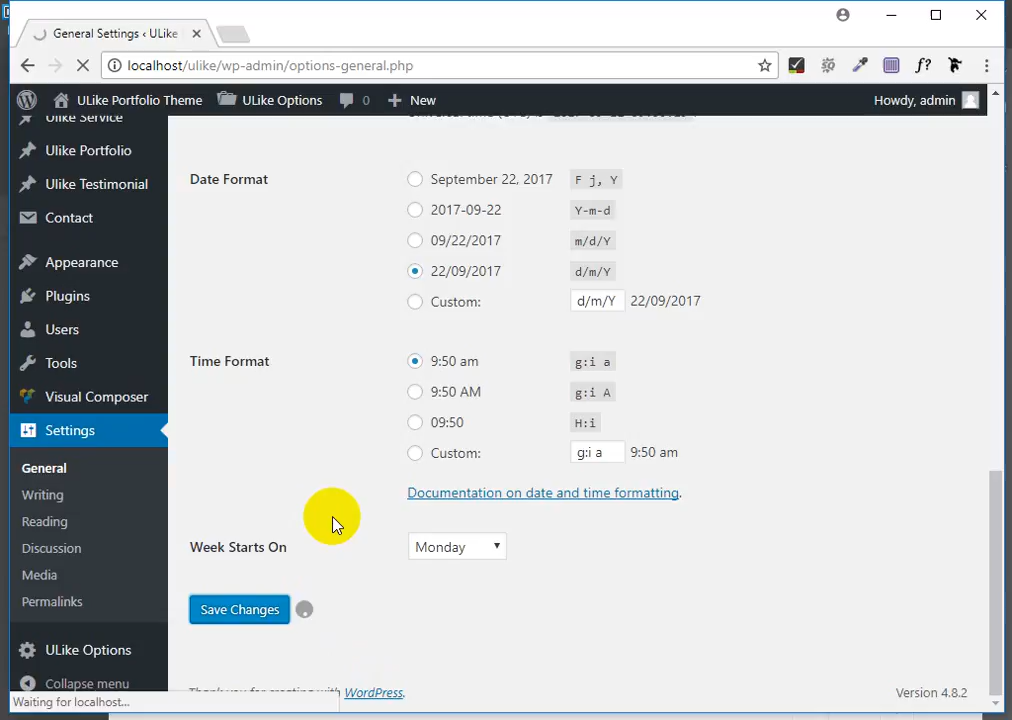 General Settings ‹ ULike
localhost/ulike/wp-admin/options-general.php
f?
ULike Portfolio Theme ULike Options 0 New Howdy, admin
Ulike Service
Ulike Portfolio
Ulike Testimonial
Contact
Appearance
Plugins
Users
Tools
Visual Composer
Settings
General
Writing
Reading
Discussion
Media
Permalinks
ULike Options
Collapse menu
Date Format
September 22, 2017 F j, Y
2017-09-22 Y-m-d
09/22/2017 m/d/Y
22/09/2017 d/m/Y
Custom: d/m/Y 22/09/2017
Time Format
9:50 am g:i a
9:50 AM g:i A
09:50 H:i
Custom: g:i a 9:50 am
Documentation on date and time formatting.
Week Starts On Monday
Save Changes
Thank you for creating with WordPress. Version 4.8.2
Waiting for localhost...